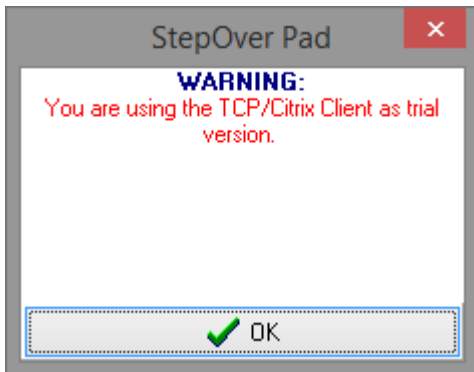 StepOver Pad
WARNING:
You are using the TCP/Citrix Client as trial
version.
OK